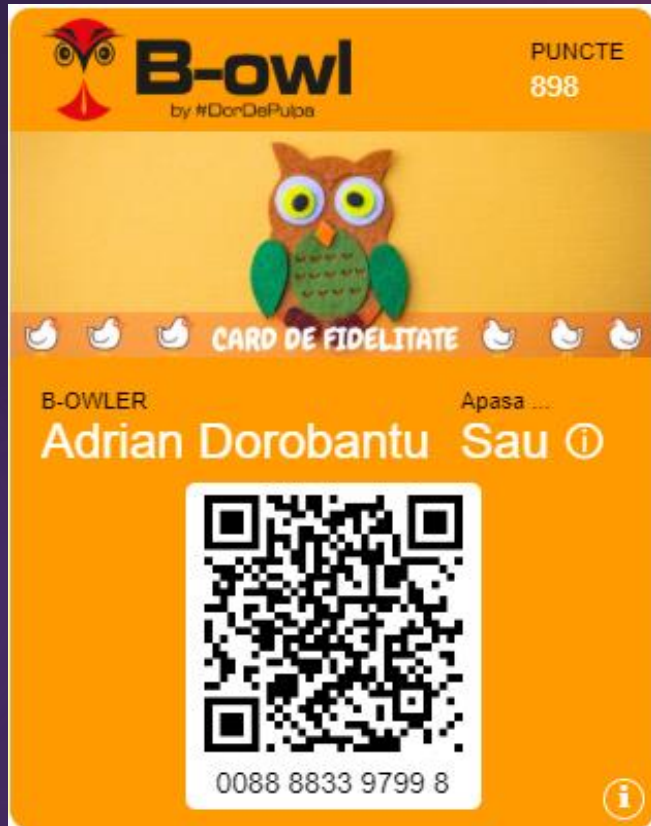 B-owl
by #DorDePulpa
PUNCTE
898
CARD DE FIDELITATE
B-OWLER
Adrian Dorobantu
Apasa ...
Sau ⓘ
0088 8833 9799 8
i